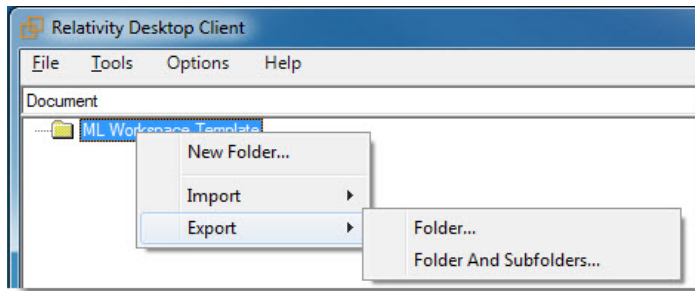 Relativity Desktop Client
File Tools Options Help
Document
ML Workspace Template
New Folder...
Import
Export
Folder...
Folder And Subfolders...